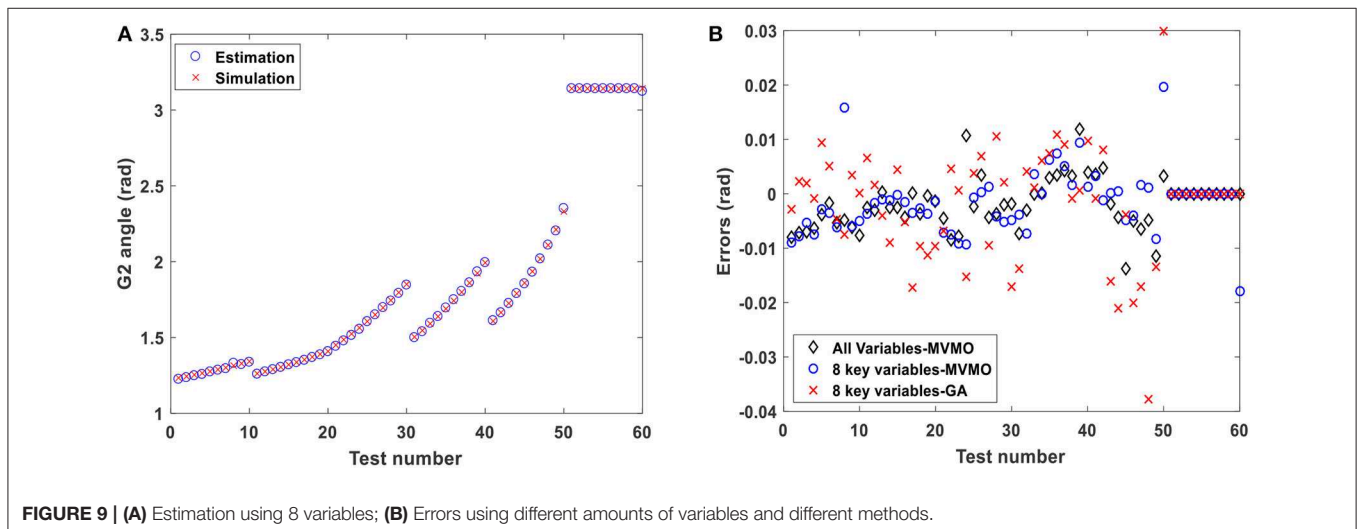 A
3.5
3
2.5
2
1.5
1
G2 angle (rad)
Estimation
Simulation
0
10
20
30
40
50
60
Test number
B
0.03
0.02
0.01
0
-0.01
-0.02
-0.03
-0.04
Errors (rad)
All Variables-MVMO
8 key variables-MVMO
8 key variables-GA
0
10
20
30
40
50
60
Test number
FIGURE 9 | (A) Estimation using 8 variables; (B) Errors using different amounts of variables and different methods.